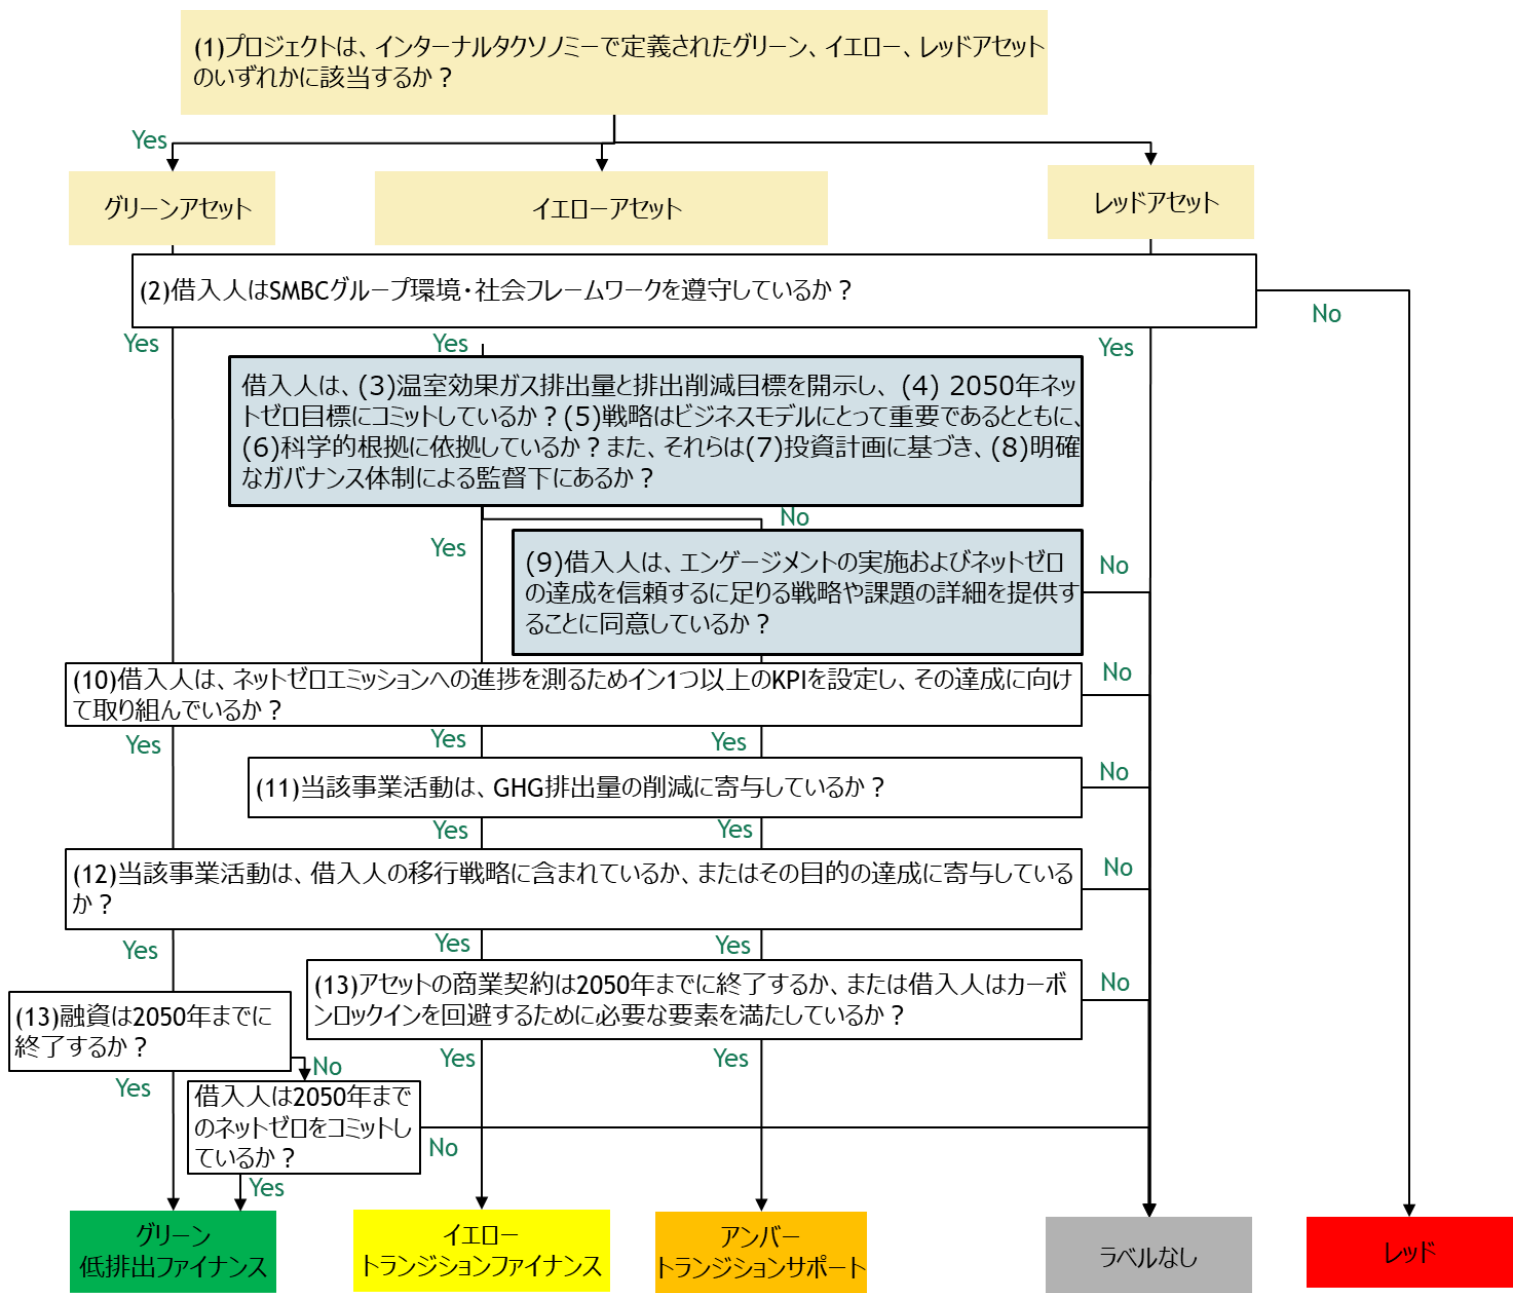 (1)プロジェクトは、インターナルタクソノミーで定義されたグリーン、イエロー、レッドアセット
のいずれかに該当するか？
Yes
グリーンアセット
イエローアセット
レッドアセット
(2)借入人はSMBCグループ環境・社会フレームワークを遵守しているか？
No
Yes
Yes
Yes
借入人は、(3)温室効果ガス排出量と排出削減目標を開示し、(4) 2050年ネッ
トゼロ目標にコミットしているか？(5)戦略はビジネスモデルにとって重要であるとともに、
(6)科学的根拠に依拠しているか？また、それらは(7)投資計画に基づき、(8)明確
なガバナンス体制による監督下にあるか？
No
Yes
(9)借入人は、エンゲージメントの実施およびネットゼロ
の達成を信頼するに足りる戦略や課題の詳細を提供す
ることに同意しているか？
No
(10)借入人は、ネットゼロエミッションへの進捗を測るためイン1つ以上のKPIを設定し、その達成に向け
て取り組んでいるか？
No
Yes
Yes
Yes
(11)当該事業活動は、GHG排出量の削減に寄与しているか？
No
Yes
Yes
(12)当該事業活動は、借入人の移行戦略に含まれているか、またはその目的の達成に寄与している
か？
No
Yes
Yes
Yes
(13)アセットの商業契約は2050年までに終了するか、または借入人はカーボ
ンロックインを回避するために必要な要素を満たしているか？
No
(13)融資は2050年までに
終了するか？
No
Yes
Yes
Yes
借入人は2050年まで
のネットゼロをコミットし
ているか？
No
Yes
グリーン
低排出ファイナンス
イエロー
トランジションファイナンス
アンバー
トランジションサポート
ラベルなし
レッド